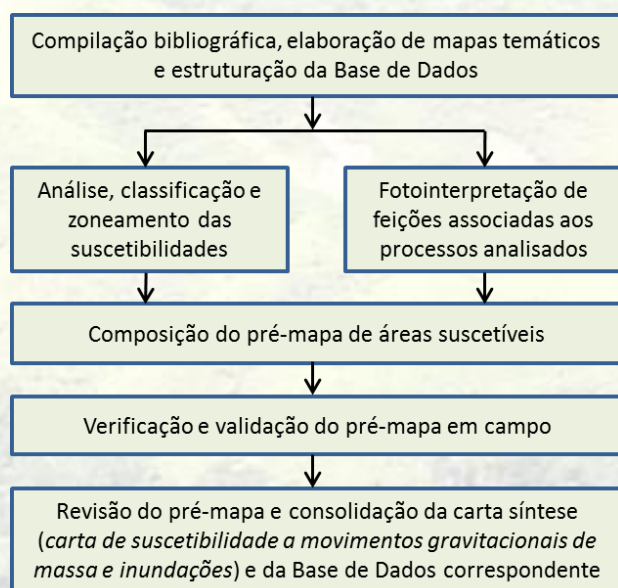 Compilação bibliográfica, elaboração de mapas temáticos
e estruturação da Base de Dados
Análise, classificação e
zoneamento das
suscetibilidades
Fotointerpretação de
feições associadas aos
processos analisados
Composição do pré-mapa de áreas suscetíveis
Verificação e validação do pré-mapa em campo
Revisão do pré-mapa e consolidação da carta síntese
(carta de suscetibilidade a movimentos gravitacionais de
massa e inundações) e da Base de Dados correspondente